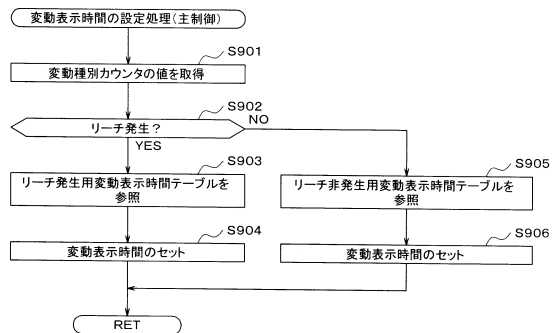 変動表示時間の設定処理(主制御)
S901
変動種別カウンタの値を取得
S902
リーチ発生?
NO
YES
S903
リーチ発生用変動表示時間テーブルを
参照
S905
リーチ非発生用変動表示時間テーブルを
参照
S904
変動表示時間のセット
S906
変動表示時間のセット
RET